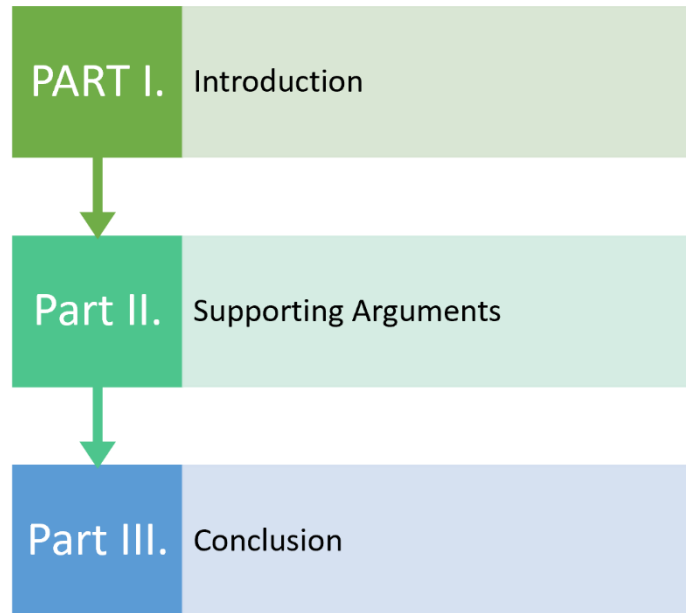 PART I. Introduction
Part II. Supporting Arguments
Part III. Conclusion